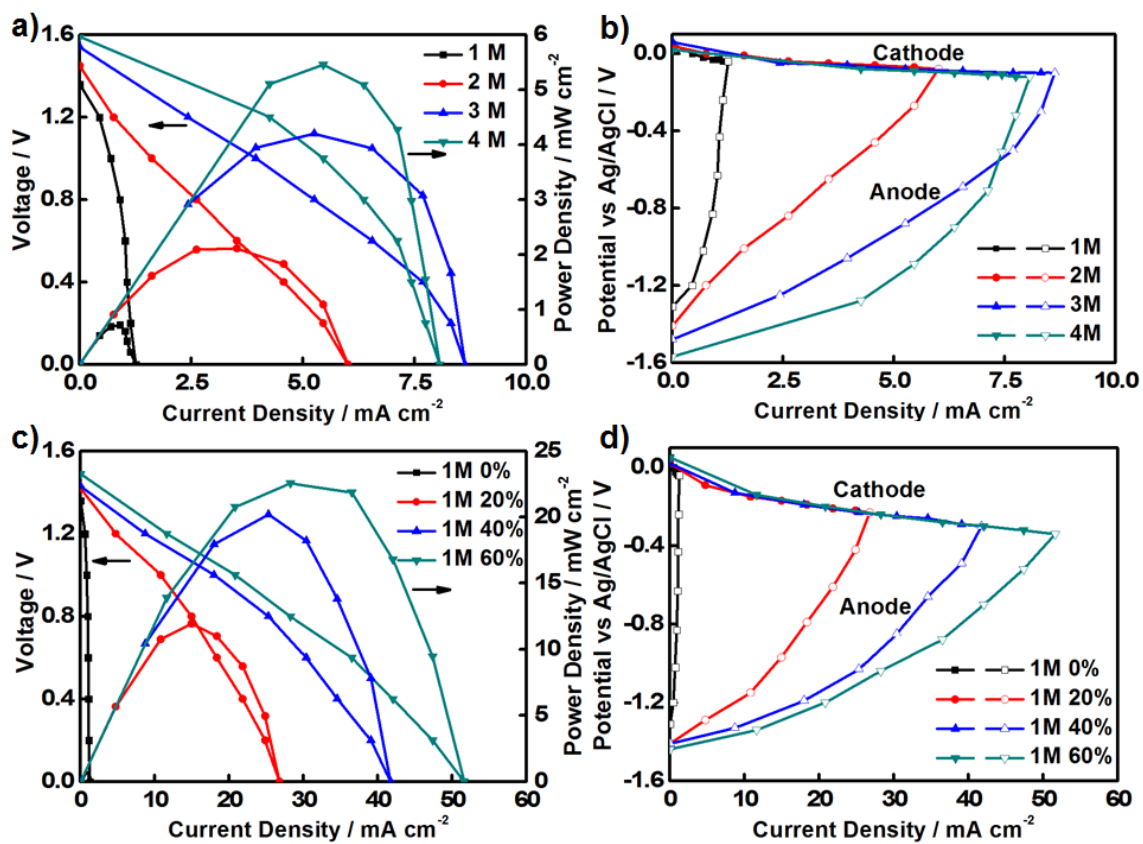 a)
1.6
1.2
0.8
0.4
0.0
Voltage / V
6
5
4
3
2
1
0
Power Density / mW cm-2
1 M
2 M
3 M
4 M
0.0 2.5 5.0 7.5 10.0
Current Density / mA cm-2
b)
0.0
-0.4
-0.8
-1.2
-1.6
Potential vs Ag/AgCl / V
Cathode
Anode
1M
2M
3M
4M
0.0 2.5 5.0 7.5 10.0
Current Density / mA cm-2
c)
1.6
1.2
0.8
0.4
0.0
Voltage / V
25
20
15
10
5
0
Power Density / mW cm-2
1M 0%
1M 20%
1M 40%
1M 60%
0 10 20 30 40 50 60
Current Density / mA cm-2
d)
0.0
-0.4
-0.8
-1.2
-1.6
Potential vs Ag/AgCl / V
Cathode
Anode
1M 0%
1M 20%
1M 40%
1M 60%
0 10 20 30 40 50 60
Current Density / mA cm-2